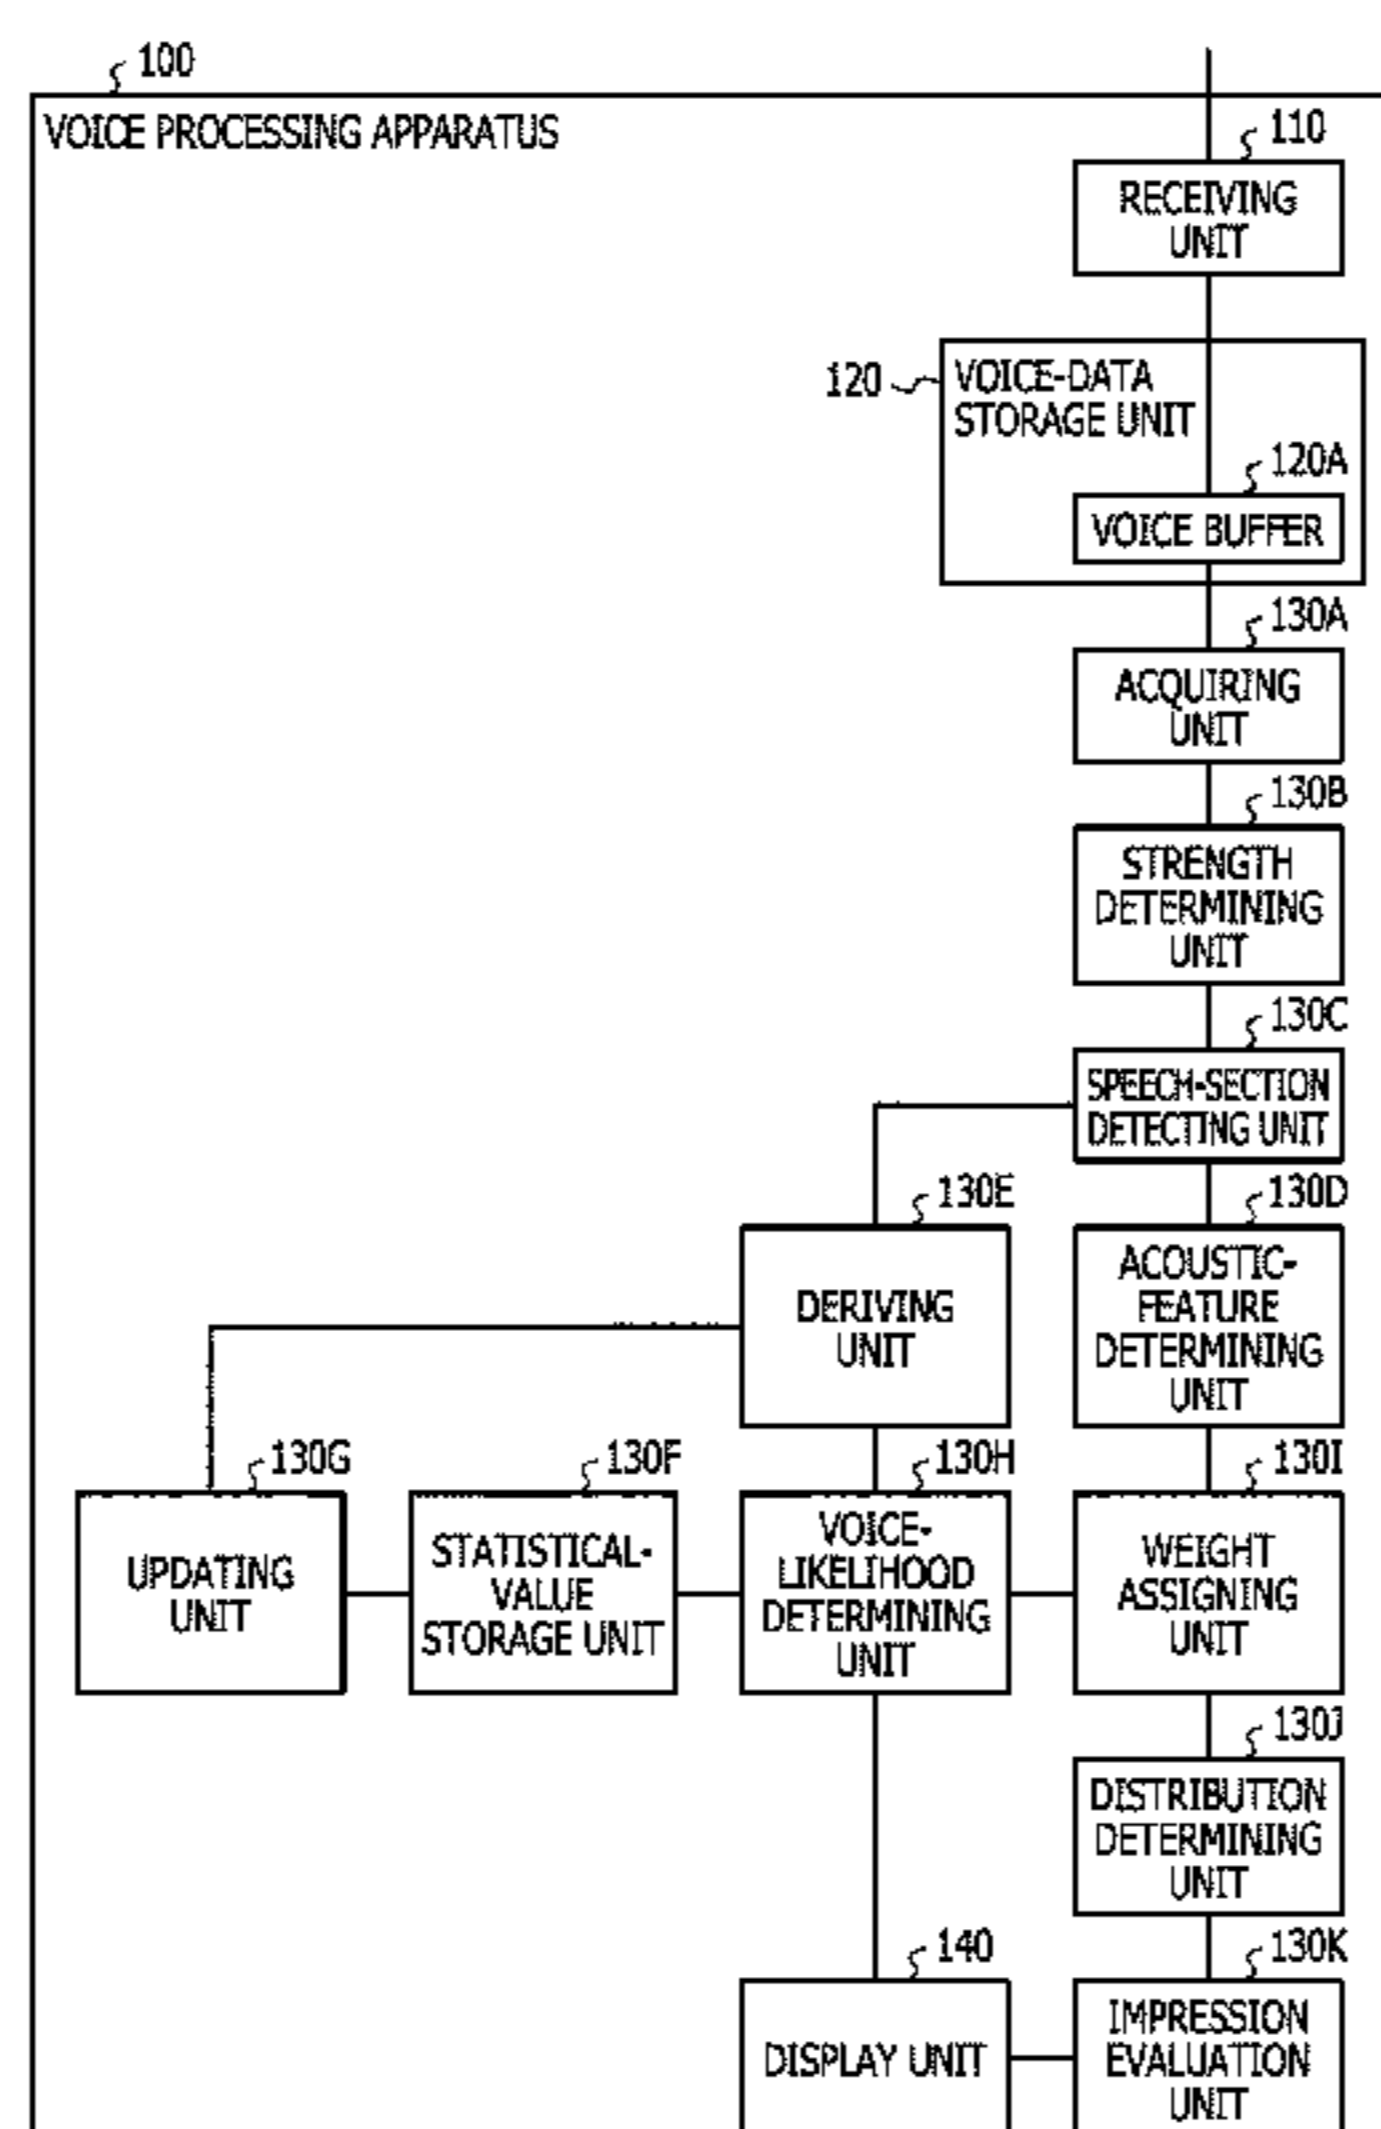 100
VOICE PROCESSING APPARATUS
110
RECEIVING
UNIT
120
VOICE-DATA
STORAGE UNIT
120A
VOICE BUFFER
130A
ACQUIRING
UNIT
130B
STRENGTH
DETERMINING
UNIT
130C
SPEECH-SECTION
DETECTING UNIT
130E
DERIVING
UNIT
130D
ACOUSTIC-
FEATURE
DETERMINING
UNIT
130G
UPDATING
UNIT
130F
STATISTICAL-
VALUE
STORAGE UNIT
130H
VOICE-
LIKELIHOOD
DETERMINING
UNIT
130I
WEIGHT
ASSIGNING
UNIT
130J
DISTRIBUTION
DETERMINING
UNIT
140
DISPLAY UNIT
130K
IMPRESSION
EVALUATION
UNIT